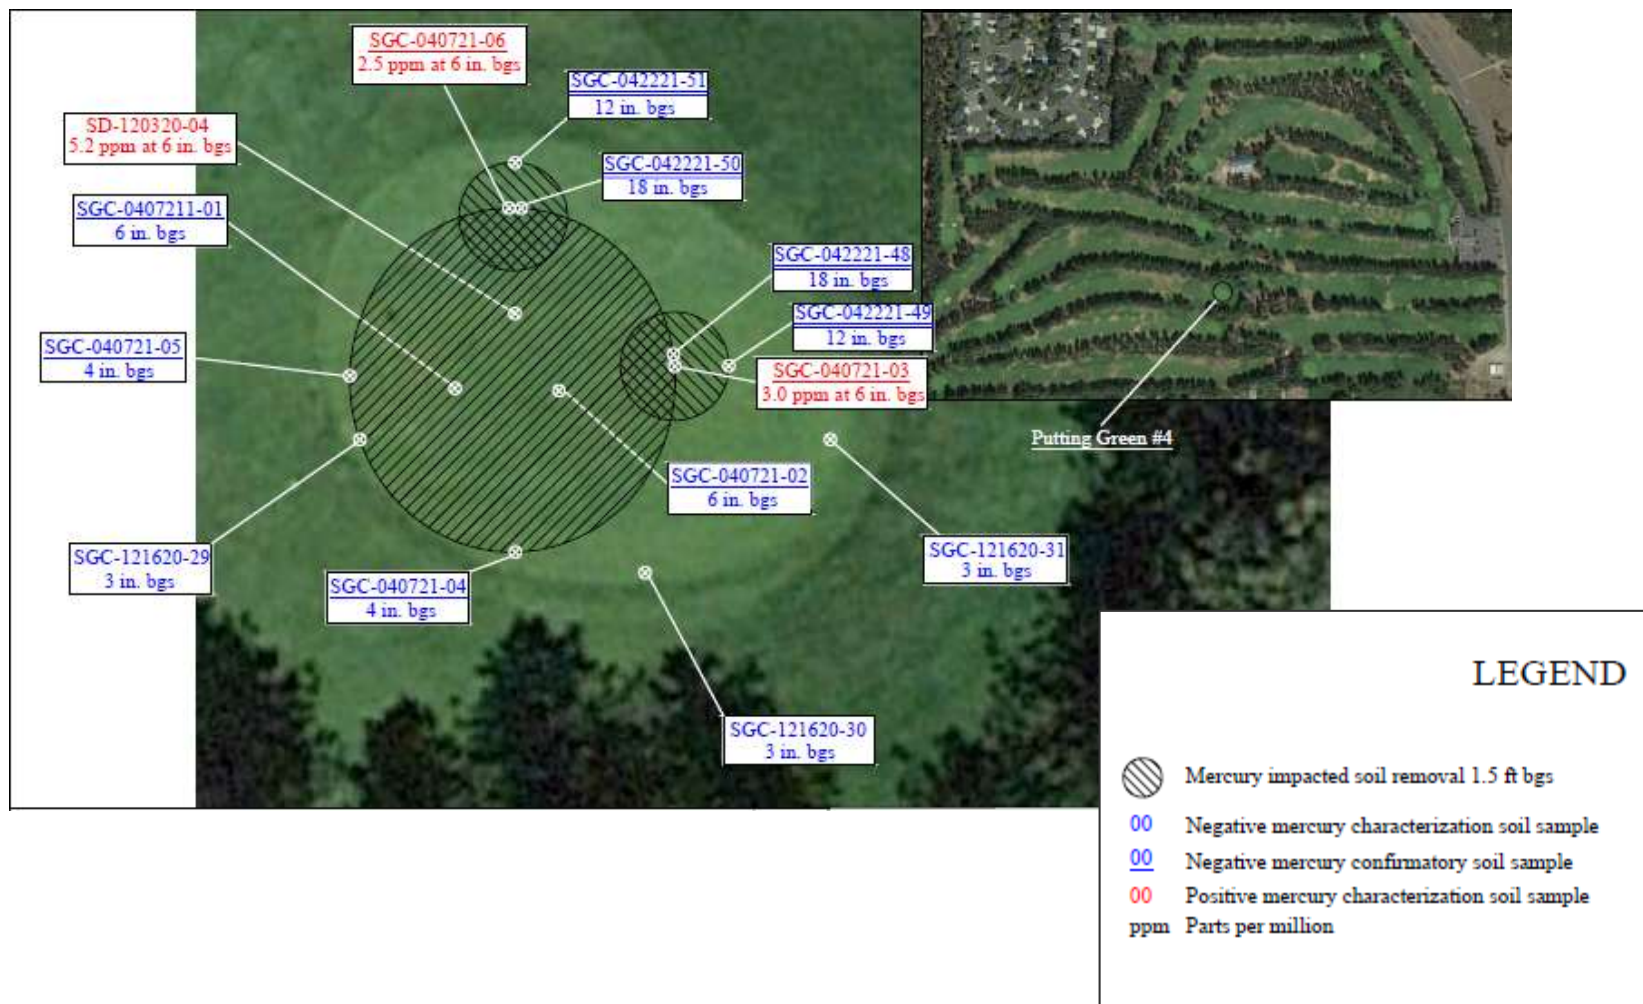 SGC-040721-06
2.5 ppm at 6 in. bgs
SGC-042221-51
12 in. bgs
SD-120320-04
5.2 ppm at 6 in. bgs
SGC-042221-50
18 in. bgs
SGC-0407211-01
6 in. bgs
SGC-042221-48
18 in. bgs
SGC-042221-49
12 in. bgs
SGC-040721-05
4 in. bgs
SGC-040721-03
3.0 ppm at 6 in. bgs
Putting Green #4
SGC-040721-02
6 in. bgs
SGC-121620-29
3 in. bgs
SGC-040721-04
4 in. bgs
SGC-121620-31
3 in. bgs
SGC-121620-30
3 in. bgs
LEGEND
Mercury impacted soil removal 1.5 ft bgs
00 Negative mercury characterization soil sample
00 Negative mercury confirmatory soil sample
00 Positive mercury characterization soil sample
ppm Parts per million